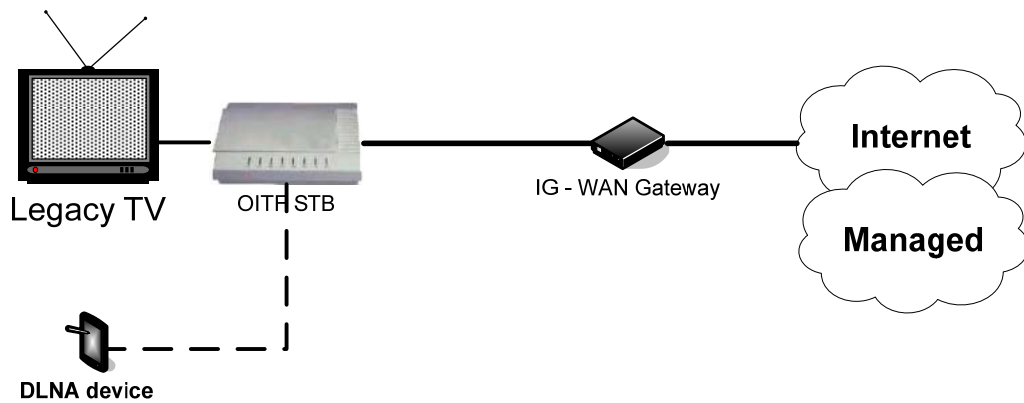 Internet
IG - WAN Gateway
Legacy TV
OITF STB
Managed
DLNA device